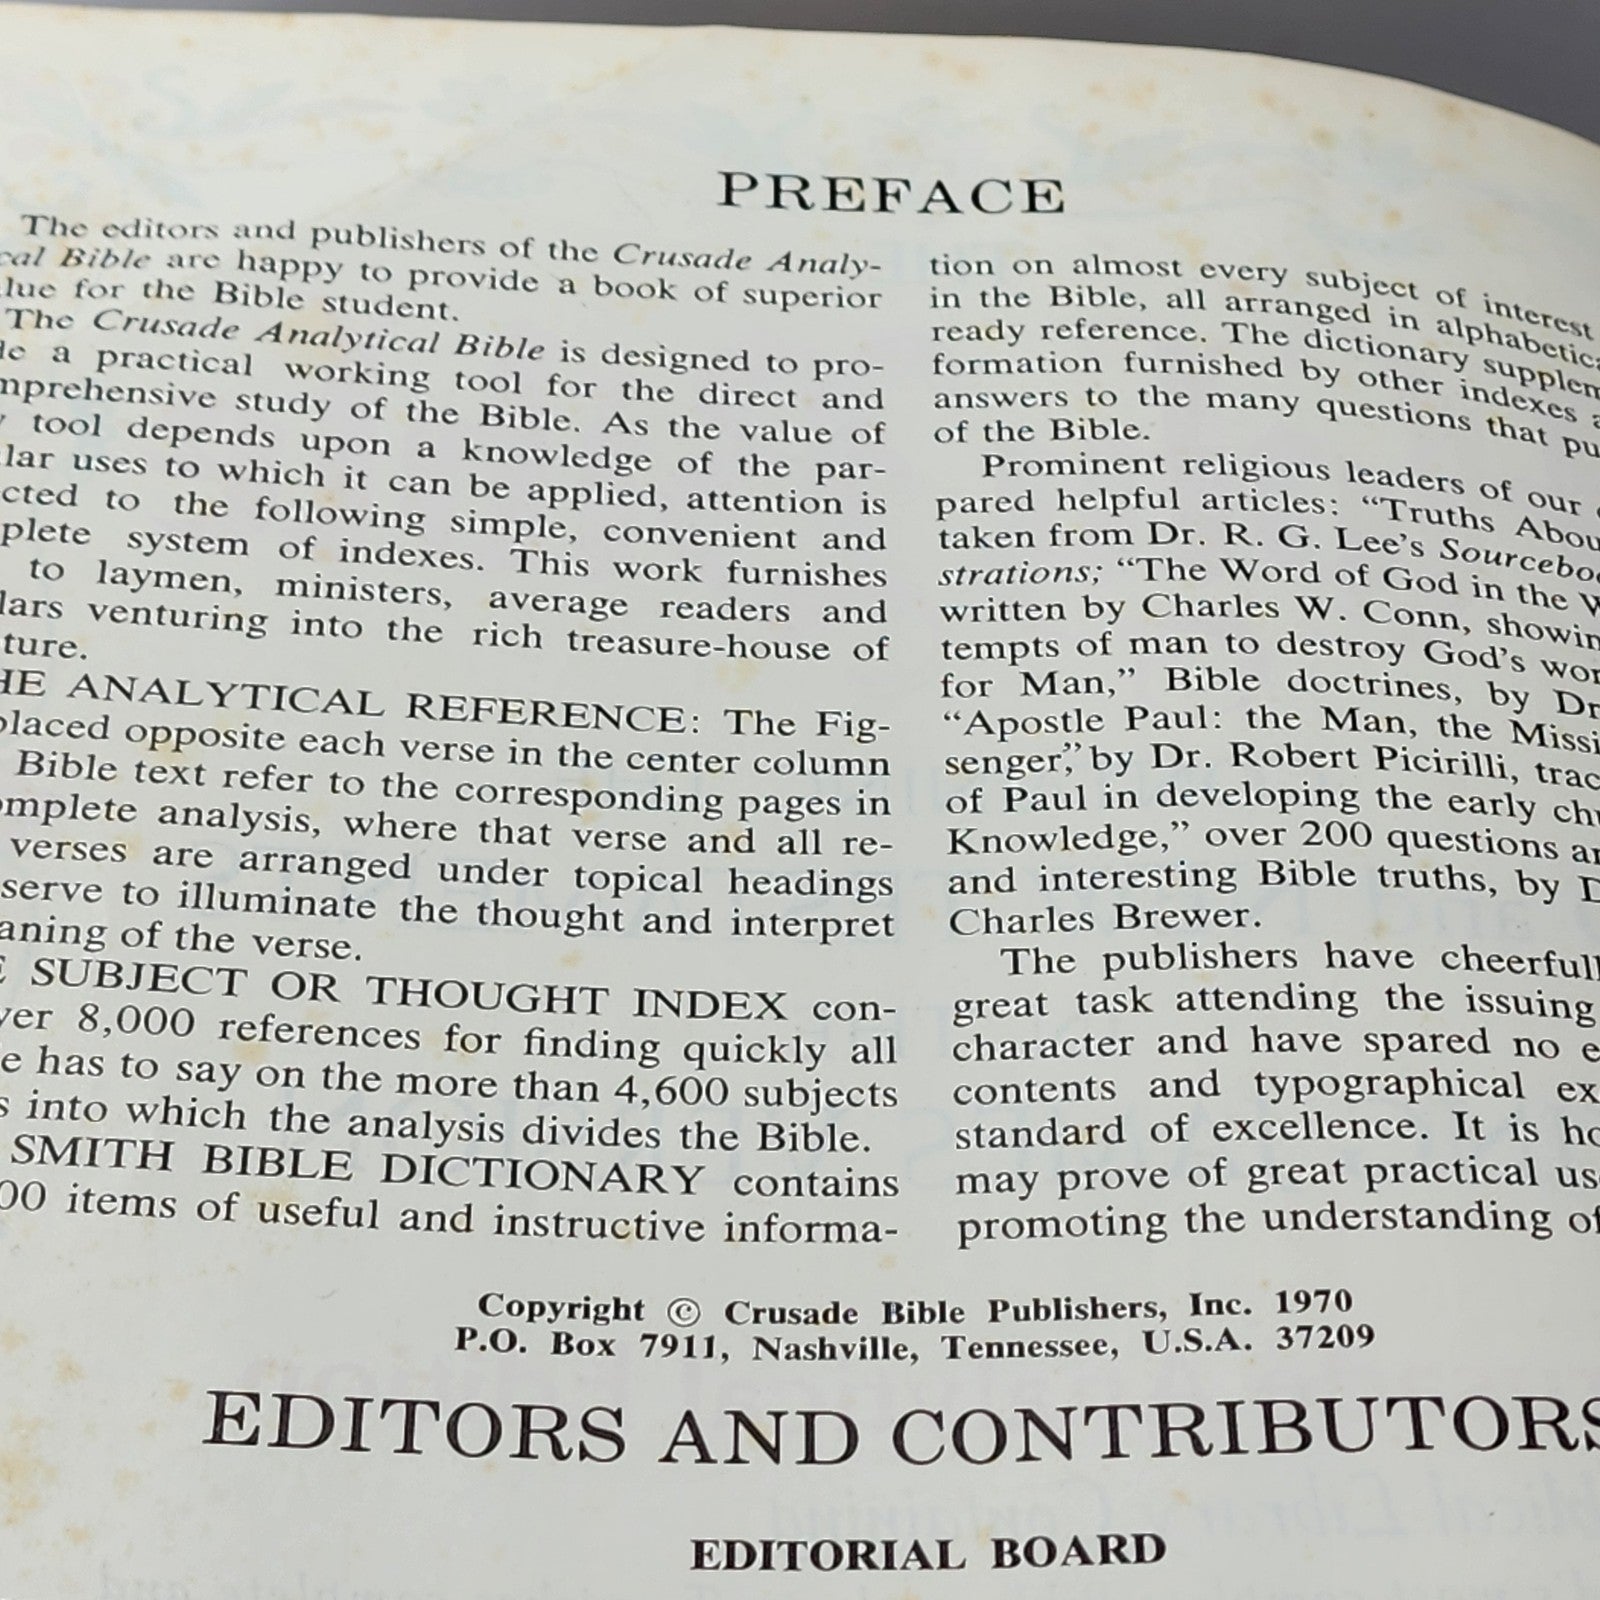 PREFACE
The editors and publishers of the Crusade Analy-
cal Bible are happy to provide a book of superior
lue for the Bible student.
The Crusade Analytical Bible is designed to pro-
de a practical working tool for the direct and
mprehensive study of the Bible. As the value of
y tool depends upon a knowledge of the par-
lar uses to which it can be applied, attention is
cted to the following simple, convenient and
plete system of indexes. This work furnishes
to laymen, ministers, average readers and
lars venturing into the rich treasure-house of
ture.
HE ANALYTICAL REFERENCE: The Fig-
placed opposite each verse in the center column
Bible text refer to the corresponding pages in
omplete analysis, where that verse and all re-
verses are arranged under topical headings
serve to illuminate the thought and interpret
aning of the verse.
E SUBJECT OR THOUGHT INDEX con-
ver 8,000 references for finding quickly all
e has to say on the more than 4,600 subjects
s into which the analysis divides the Bible.
SMITH BIBLE DICTIONARY contains
00 items of useful and instructive informa-
tion on almost every subject of interest
in the Bible, all arranged in alphabetica
ready reference. The dictionary supplem
formation furnished by other indexes a
answers to the many questions that pu
of the Bible.
Prominent religious leaders of our
pared helpful articles: "Truths Abou
taken from Dr. R. G. Lee's Sourceboo
strations; "The Word of God in the W
written by Charles W. Conn, showin
tempts of man to destroy God's wor
for Man," Bible doctrines, by Dr
"Apostle Paul: the Man, the Missi
senger," by Dr. Robert Picirilli, trac
of Paul in developing the early chu
Knowledge," over 200 questions an
and interesting Bible truths, by D
Charles Brewer.
The publishers have cheerfull
great task attending the issuing
character and have spared no e
contents and typographical ex
standard of excellence. It is ho
may prove of great practical us
promoting the understanding of
Copyright © Crusade Bible Publishers, Inc. 1970
P.O. Box 7911, Nashville, Tennessee, U.S.A. 37209
EDITORS AND CONTRIBUTORS
EDITORIAL BOARD